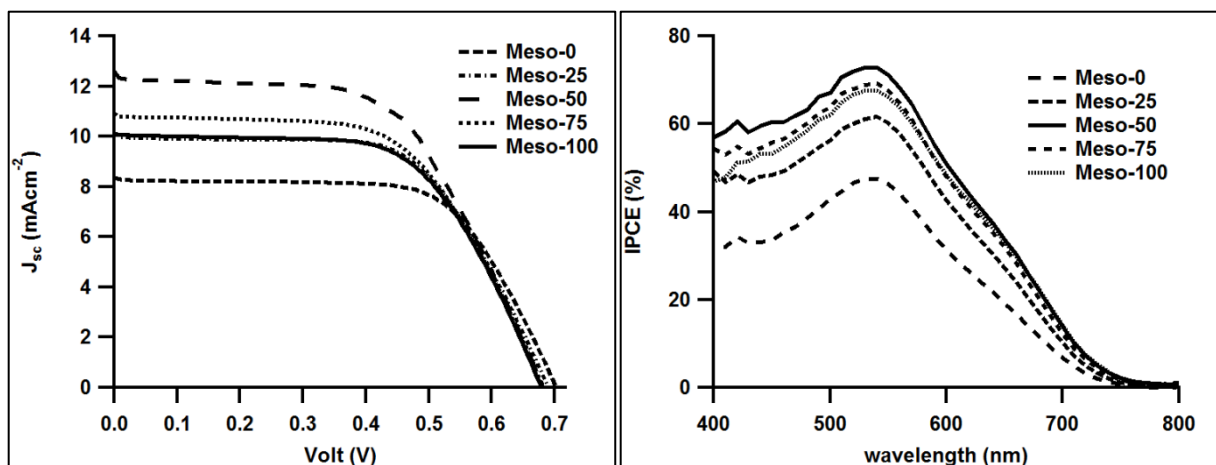 14
12
10
8
6
4
2
0
J_sc (mAcm^-2)
0.0 0.1 0.2 0.3 0.4 0.5 0.6 0.7
Volt (V)
Meso-0
Meso-25
Meso-50
Meso-75
Meso-100
80
60
40
20
0
IPCE (%)
400 500 600 700 800
wavelength (nm)
Meso-0
Meso-25
Meso-50
Meso-75
Meso-100